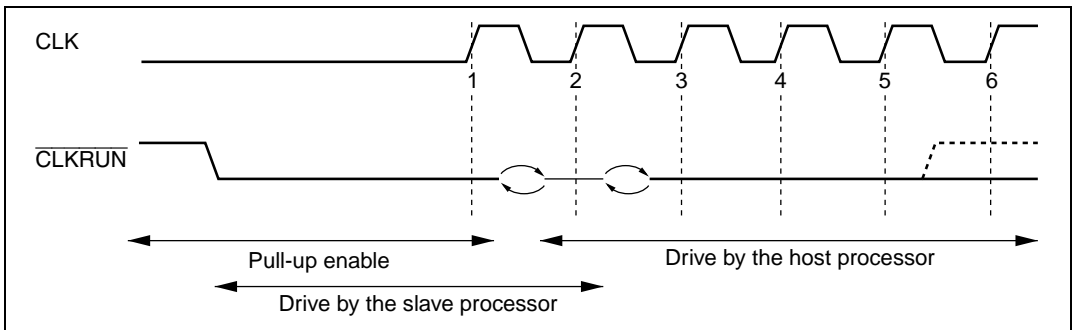 CLK
1 2 3 4 5 6
CLKRUN
Pull-up enable
Drive by the host processor
Drive by the slave processor